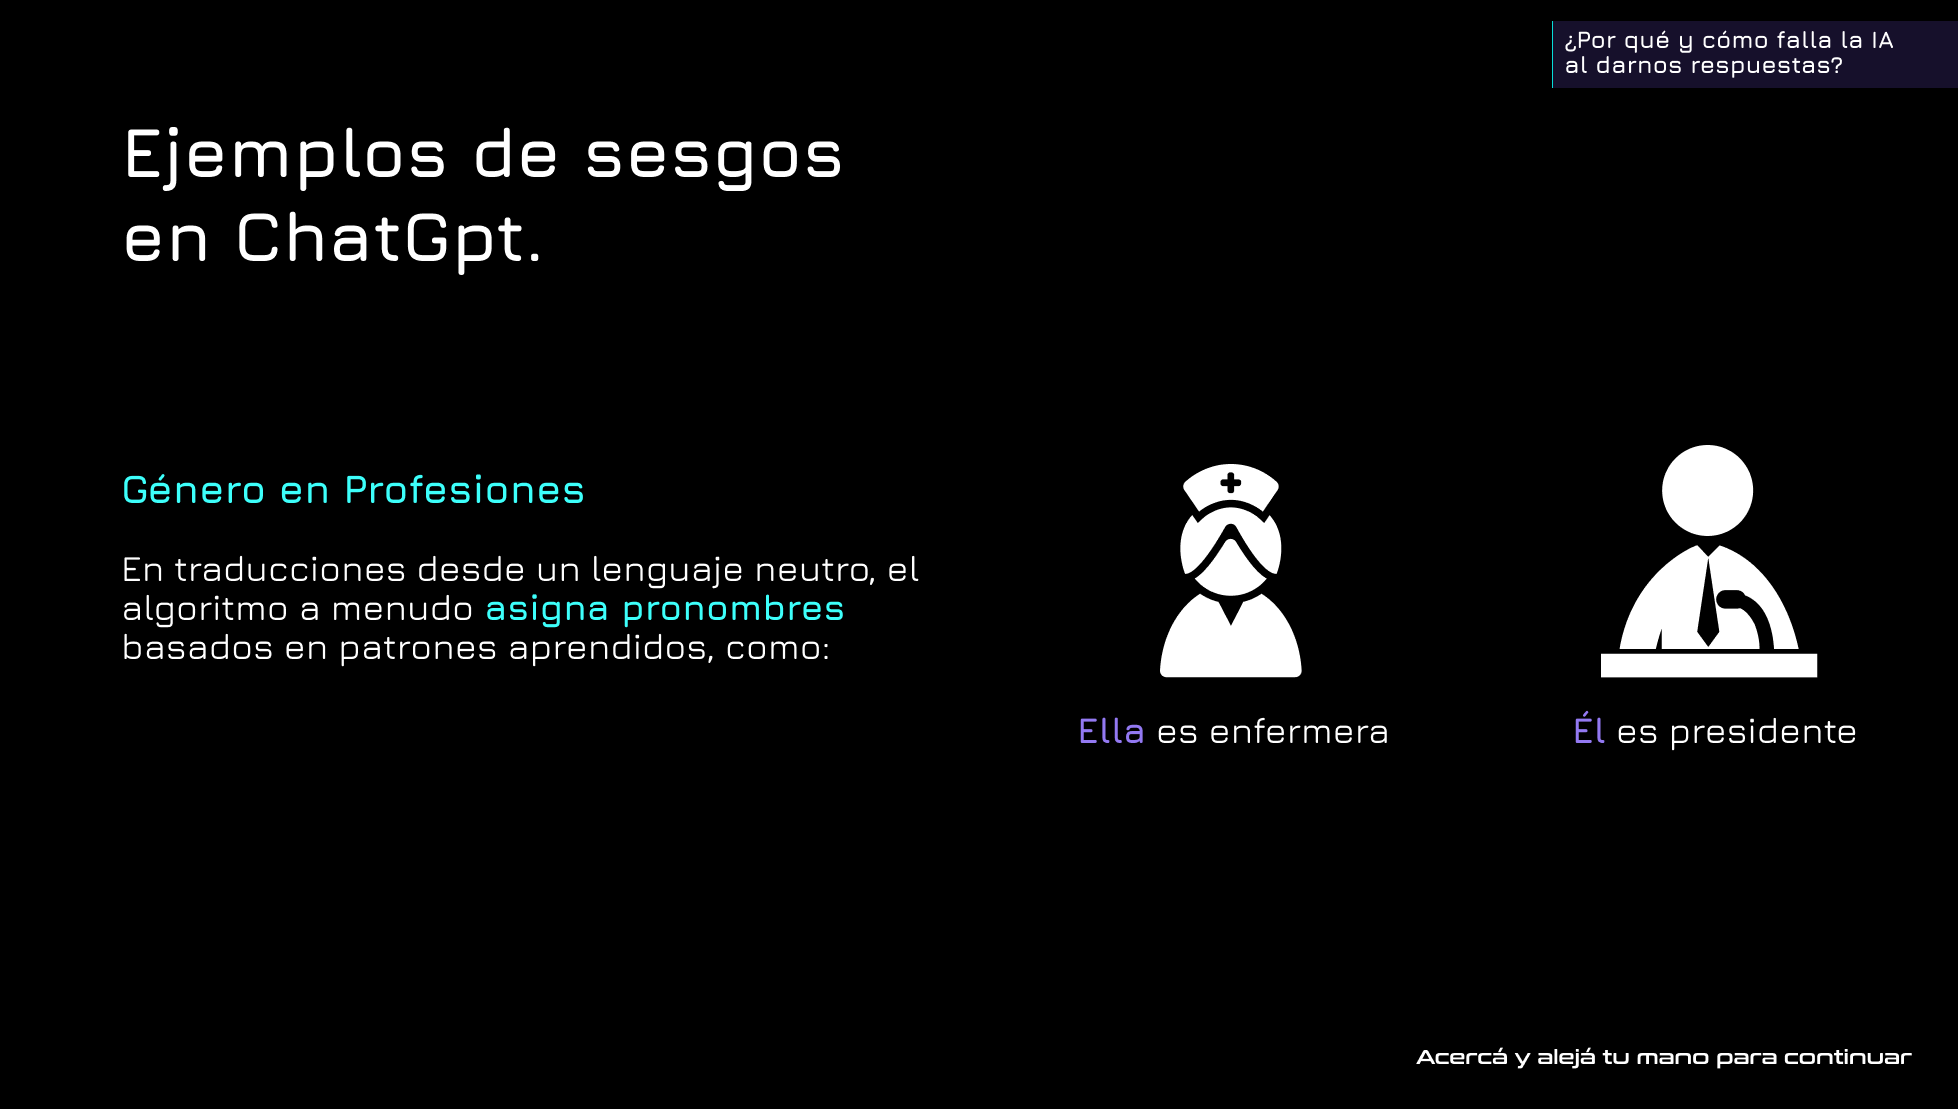 ¿Por qué y cómo falla la IA
al darnos respuestas?
Ejemplos de sesgos
en ChatGpt.
Género en Profesiones
En traducciones desde un lenguaje neutro, el
algoritmo a menudo asigna pronombres
basados en patrones aprendidos, como:
Ella es enfermera
Él es presidente
Acercá y alejá tu mano para continuar